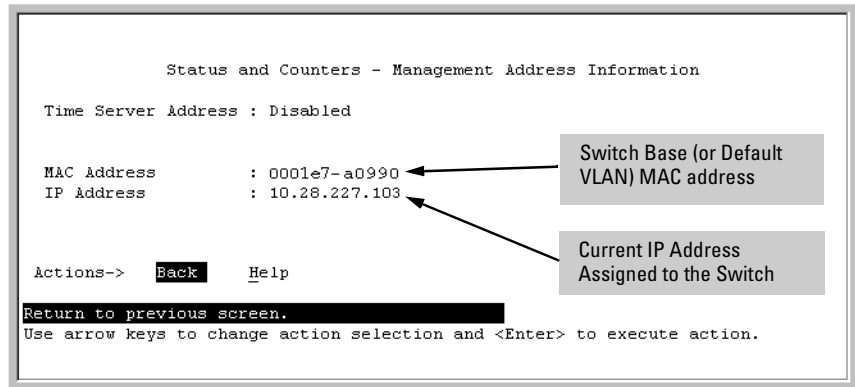 Status and Counters - Management Address Information
Time Server Address : Disabled
MAC Address : 0001e7-a0990
IP Address : 10.28.227.103
Switch Base (or Default
VLAN) MAC address
Current IP Address
Assigned to the Switch
Actions-> Back Help
Return to previous screen.
Use arrow keys to change action selection and <Enter> to execute action.